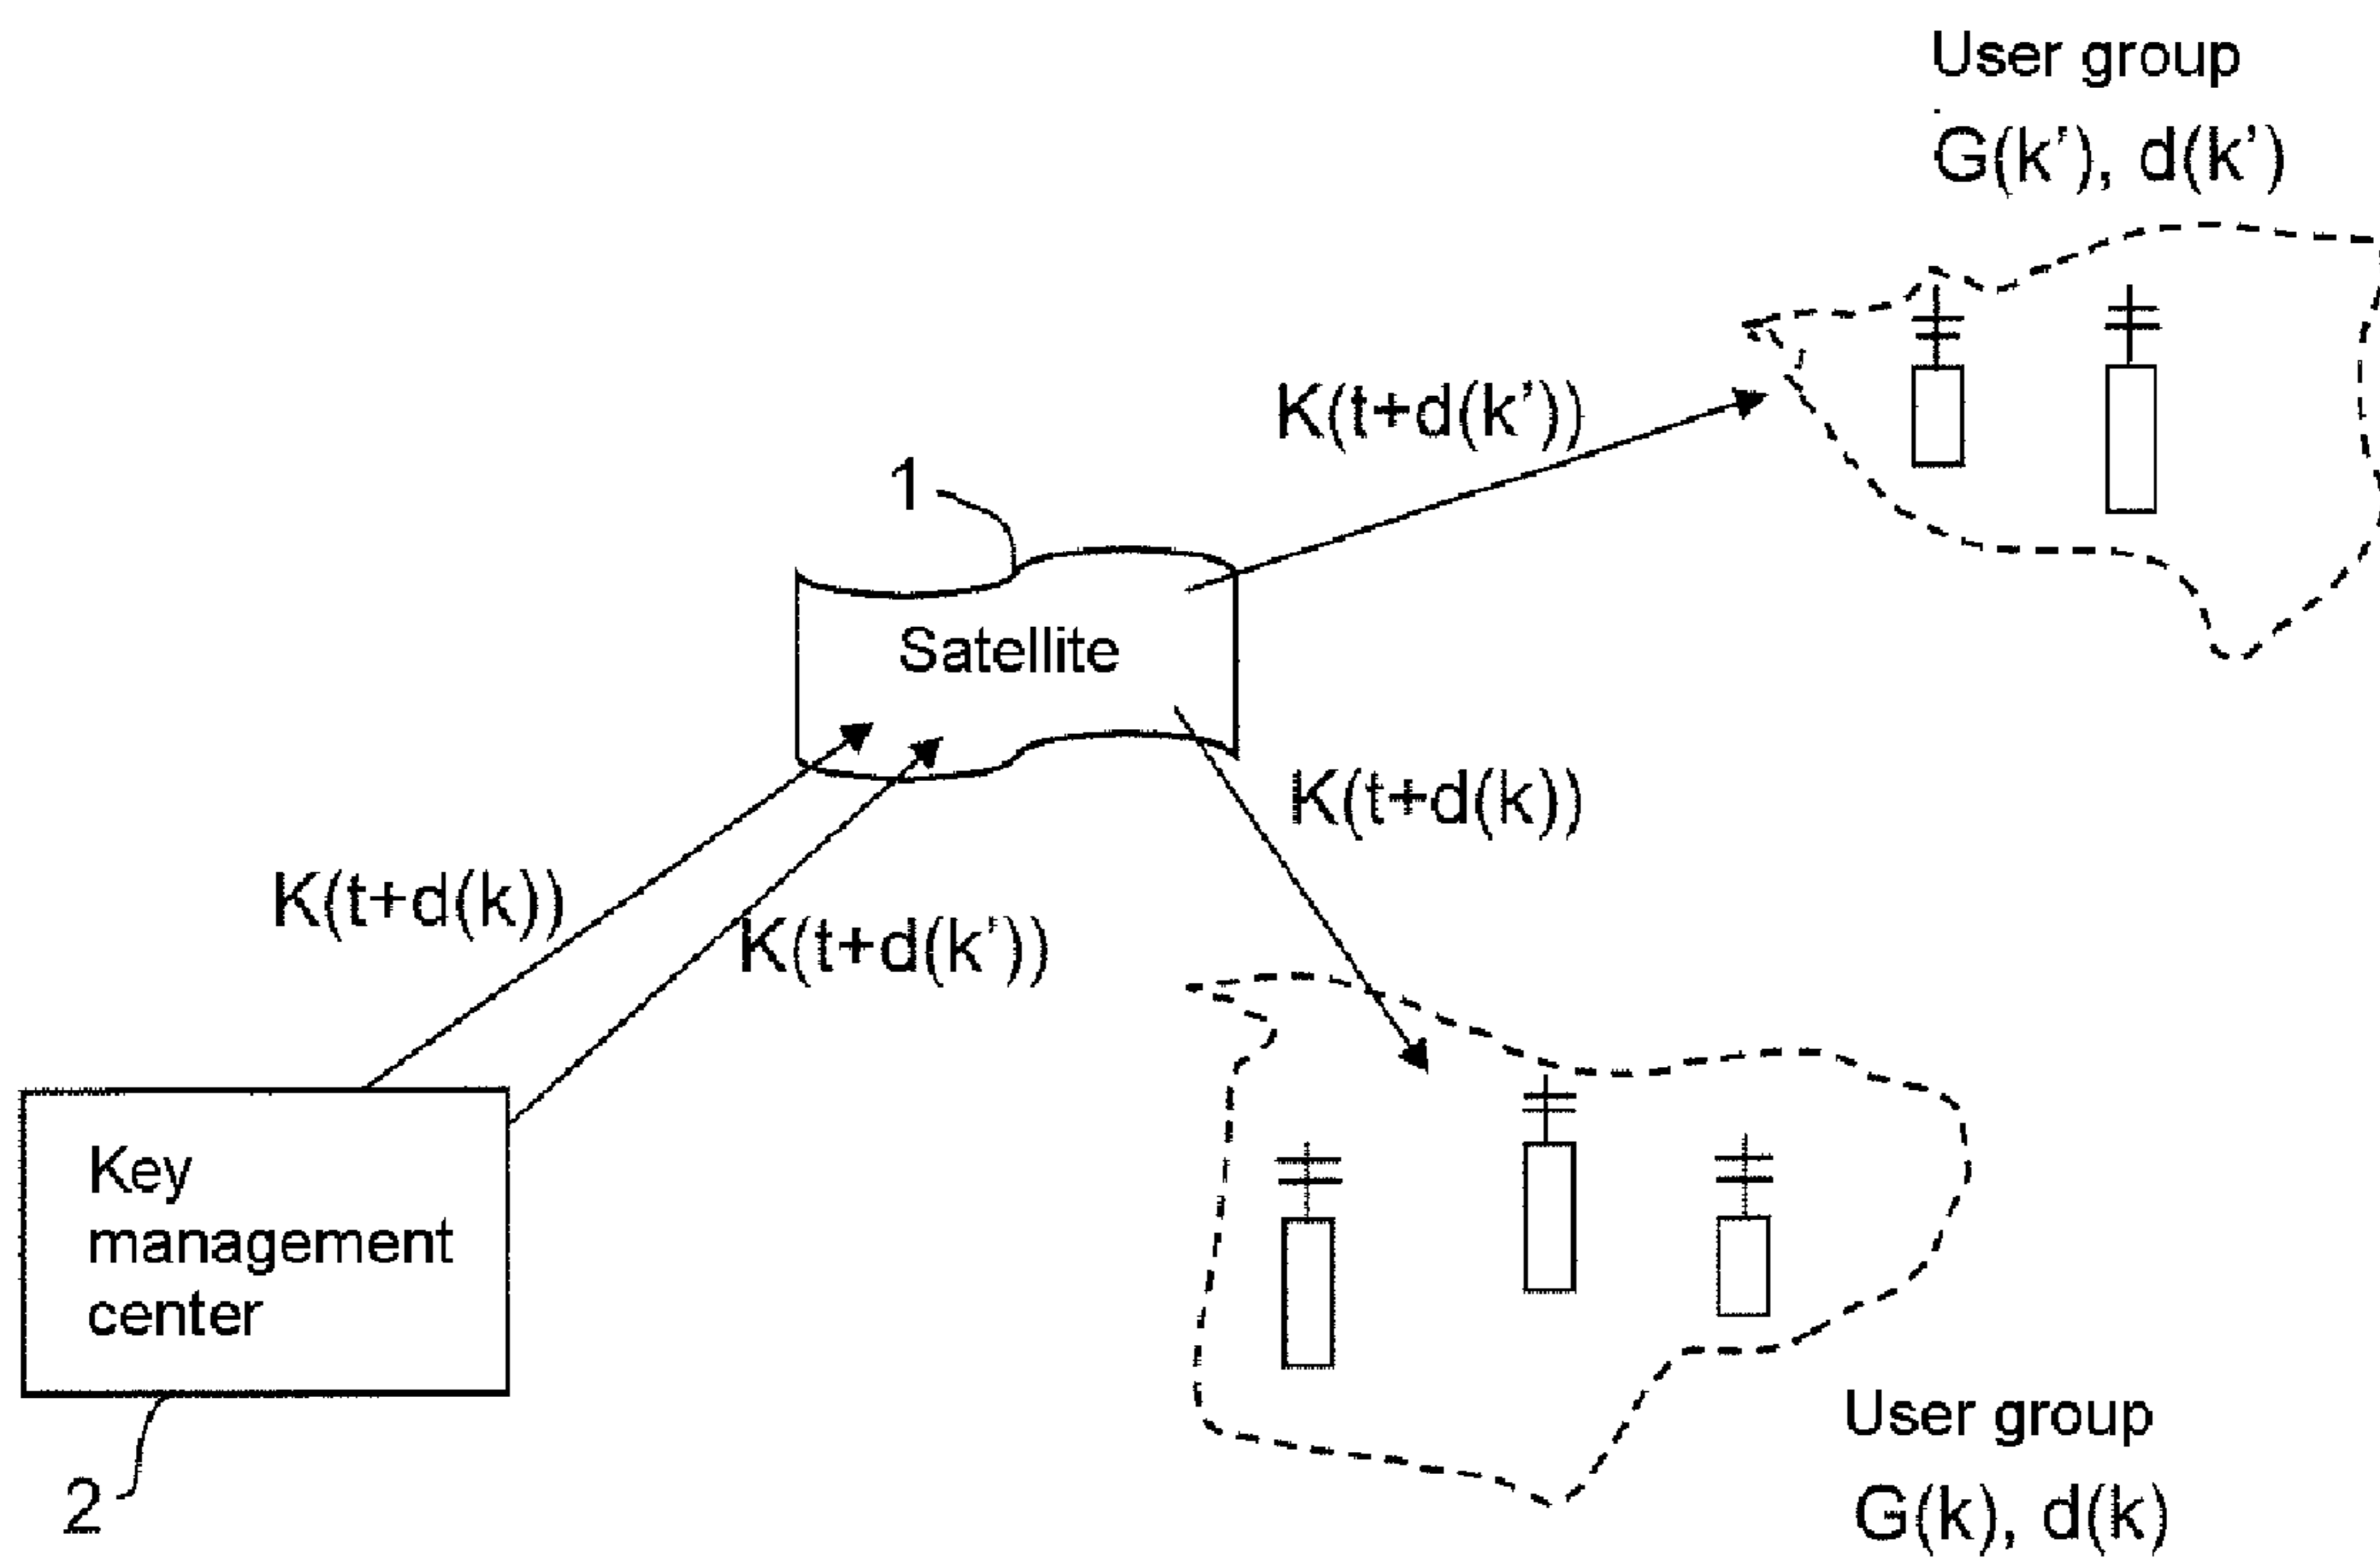 User group
G(k'), d(k')
K(t+d(k'))
1
Satellite
K(t+d(k))
K(t+d(k))
K(t+d(k'))
Key
management
center
2
User group
G(k), d(k)